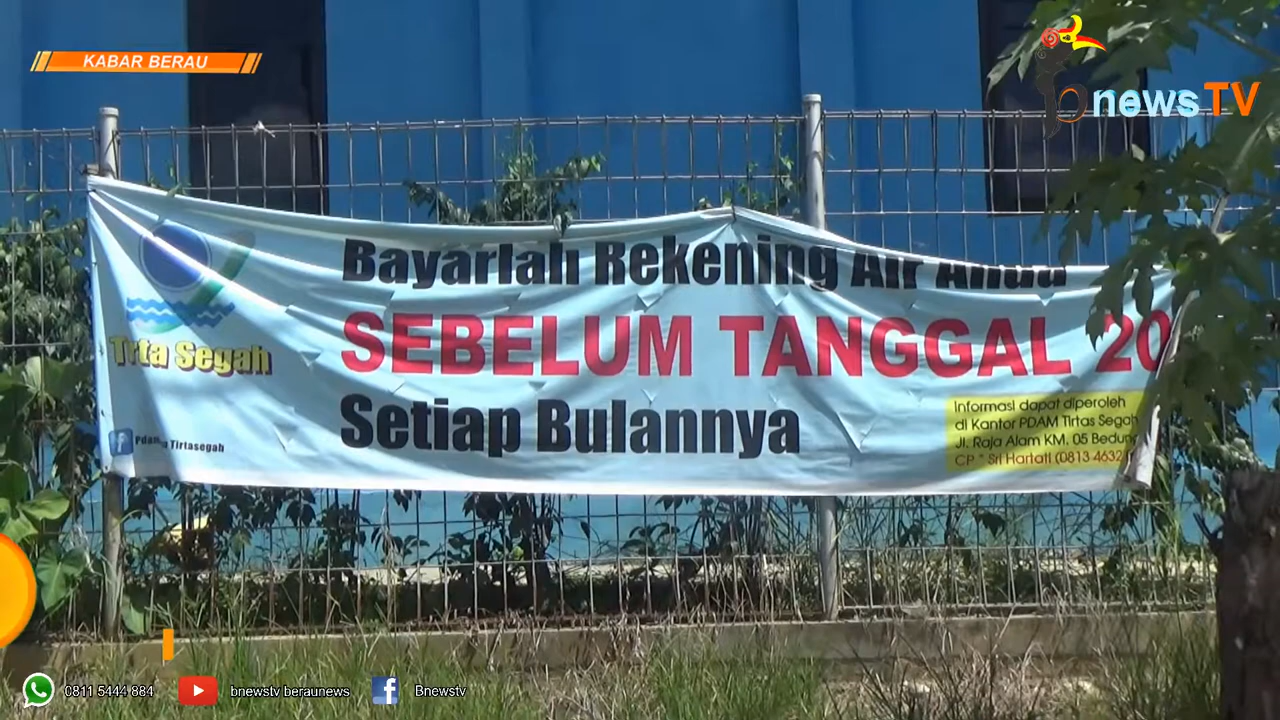 KABAR BERAU
bnewsTV
Bayarlah Rekening Air Anda
SEBELUM TANGGAL 20
Setiap Bulannya
Tirta Segah
Tirtasegah
Informasi dapat diperoleh
di Kantor PDAM Tirtas Segah
Jl. Raja Alam KM. 05 Bedung
CP " Sri Hartati (0813 4632
0811 5444 884
bnewstv beraunews
Bnewstv